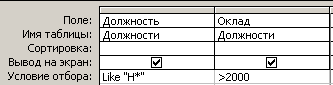 Поле: Должность Оклад
Имя таблицы: Должности Должности
Сортировка:
Вывод на экран:
Условие отбора: Like "Н*" >2000